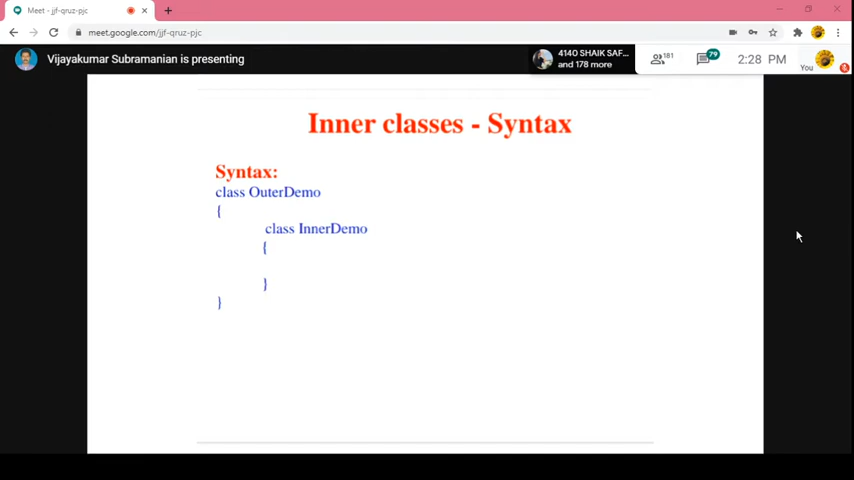 Meet - jjf-qruz-pjc
meet.google.com/jjf-qruz-pjc
Vijayakumar Subramanian is presenting
4140 SHAIK SAF...
and 178 more
181
79
2:28 PM
You
Inner classes - Syntax
Syntax:
class OuterDemo
{
class InnerDemo
{
}
}